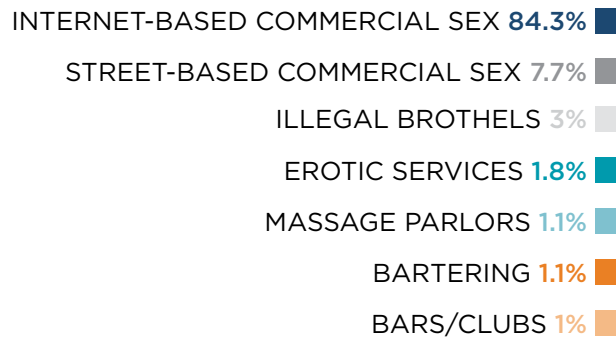 INTERNET-BASED COMMERCIAL SEX 84.3%
STREET-BASED COMMERCIAL SEX 7.7%
ILLEGAL BROTHELS 3%
EROTIC SERVICES 1.8%
MASSAGE PARLORS 1.1%
BARTERING 1.1%
BARS/CLUBS 1%